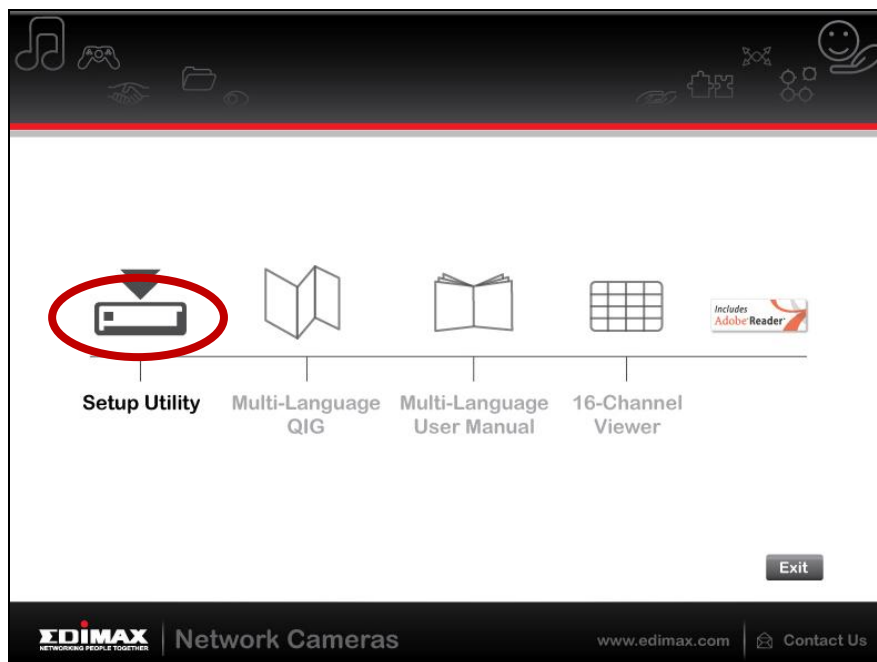 Includes
Adobe Reader
Setup Utility
Multi-Language
QIG
Multi-Language
User Manual
16-Channel
Viewer
Exit
EDIMAX
NETWORKING PEOPLE TOGETHER
Network Cameras
www.edimax.com
Contact Us